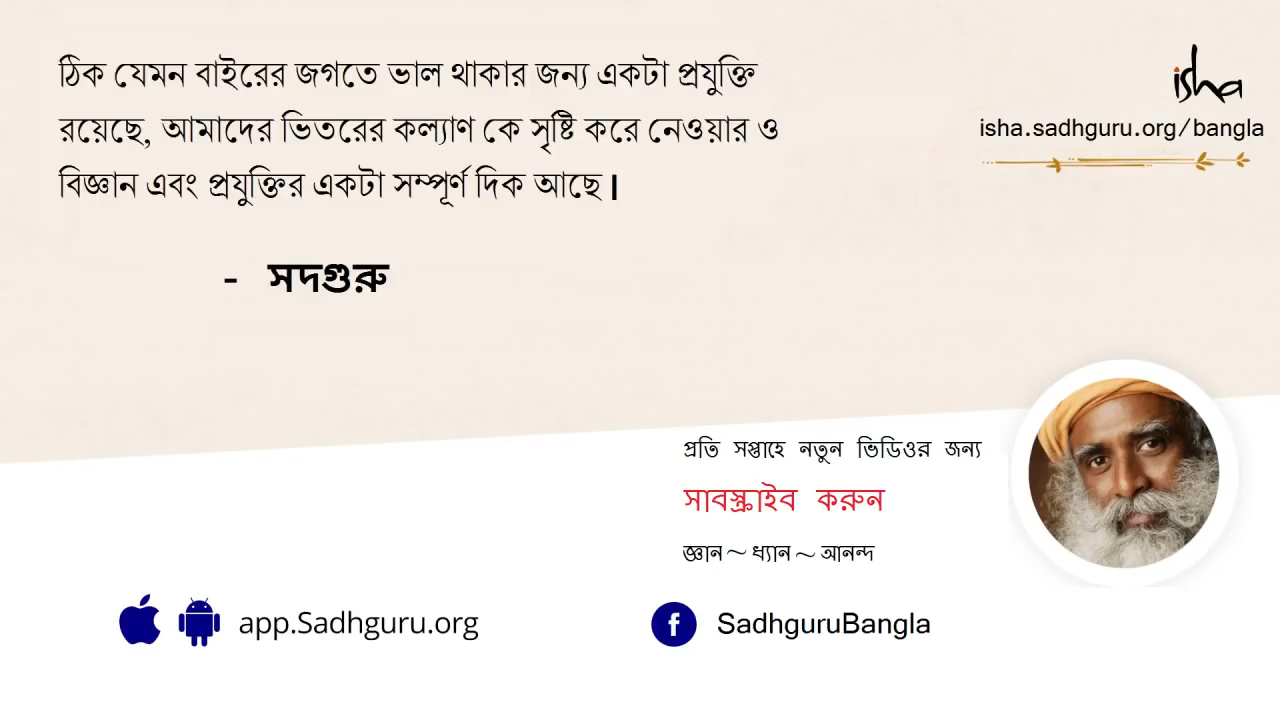 ঠিক যেমন বাইরের জগতে ভাল থাকার জন্য একটা প্রযুক্তি
রয়েছে, আমাদের ভিতরের কল্যাণ কে সৃষ্টি করে নেওয়ার ও
বিজ্ঞান এবং প্রযুক্তির একটা সম্পূর্ণ দিক আছে।
- সদগুরু
isha
isha.sadhguru.org/bangla
প্রতি সপ্তাহে নতুন ভিডিওর জন্য
সাবস্ক্রাইব করুন
জ্ঞান ~ ধ্যান ~ আনন্দ
app.Sadhguru.org
f SadhguruBangla